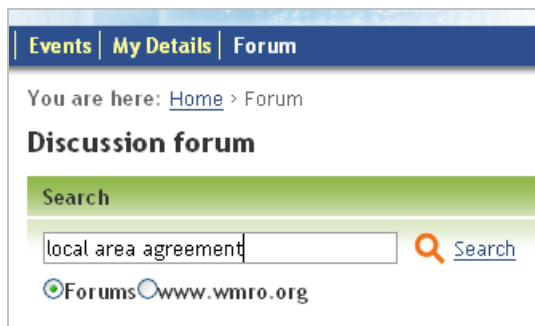 Events My Details Forum
You are here: Home > Forum
Discussion forum
Search
local area agreement Search
Forums www.wmro.org